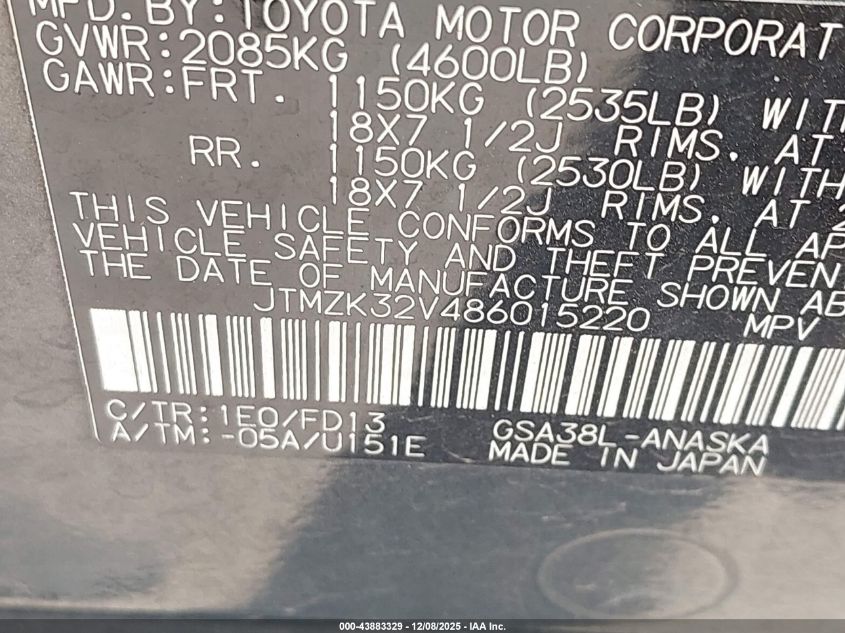 MFD. BY: TOYOTA MOTOR CORPORAT
GVWR: 2085KG (4600LB)
GAWR: FRT. 1150KG (2535LB) WITH
18X7 1/2J RIMS. AT
RR. 1150KG (2530LB) WITH
18X7 1/2J RIMS. AT 2
THIS VEHICLE CONFORMS TO ALL AP
VEHICLE SAFETY AND THEFT PREVEN
THE DATE OF MANUFACTURE SHOWN AB
JTMZK32V486015220 MPV
C/TR: 1E0/FD13 GSA38L-ANASKA
A/TM: -05A/U151E MADE IN JAPAN
000-43883329 - 12/08/2025 - IAA Inc.